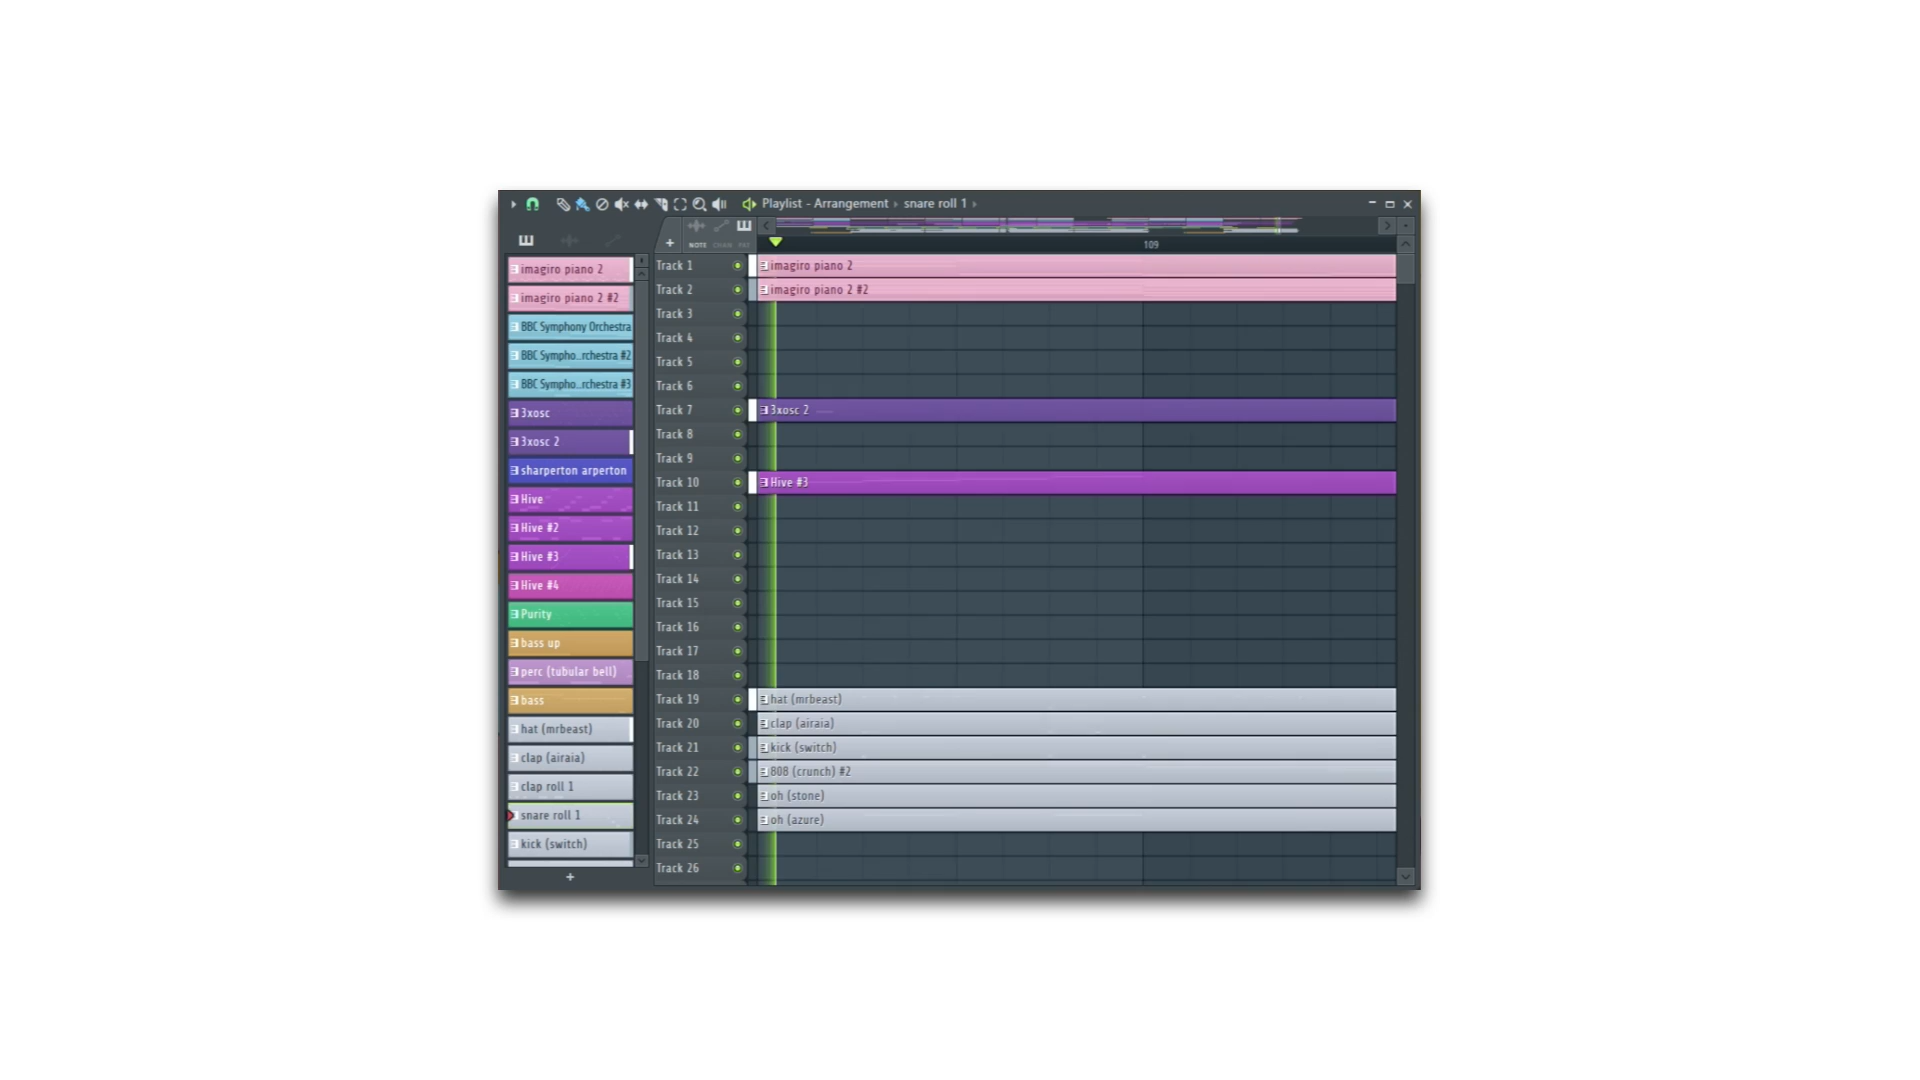 Playlist - Arrangement › snare roll 1 ›
NOTE CHAN PAT
109
imagiro piano 2
imagiro piano 2 #2
BBC Symphony Orchestra
BBC Sympho…rchestra #2
BBC Sympho…rchestra #3
3xosc
3xosc 2
sharperton arperton
Hive
Hive #2
Hive #3
Hive #4
Purity
bass up
perc (tubular bell)
bass
hat (mrbeast)
clap (airaia)
clap roll 1
snare roll 1
kick (switch)
Track 1 imagiro piano 2
Track 2 imagiro piano 2 #2
Track 3
Track 4
Track 5
Track 6
Track 7 3xosc 2
Track 8
Track 9
Track 10 Hive #3
Track 11
Track 12
Track 13
Track 14
Track 15
Track 16
Track 17
Track 18
Track 19 hat (mrbeast)
Track 20 clap (airaia)
Track 21 kick (switch)
Track 22 808 (crunch) #2
Track 23 oh (stone)
Track 24 oh (azure)
Track 25
Track 26